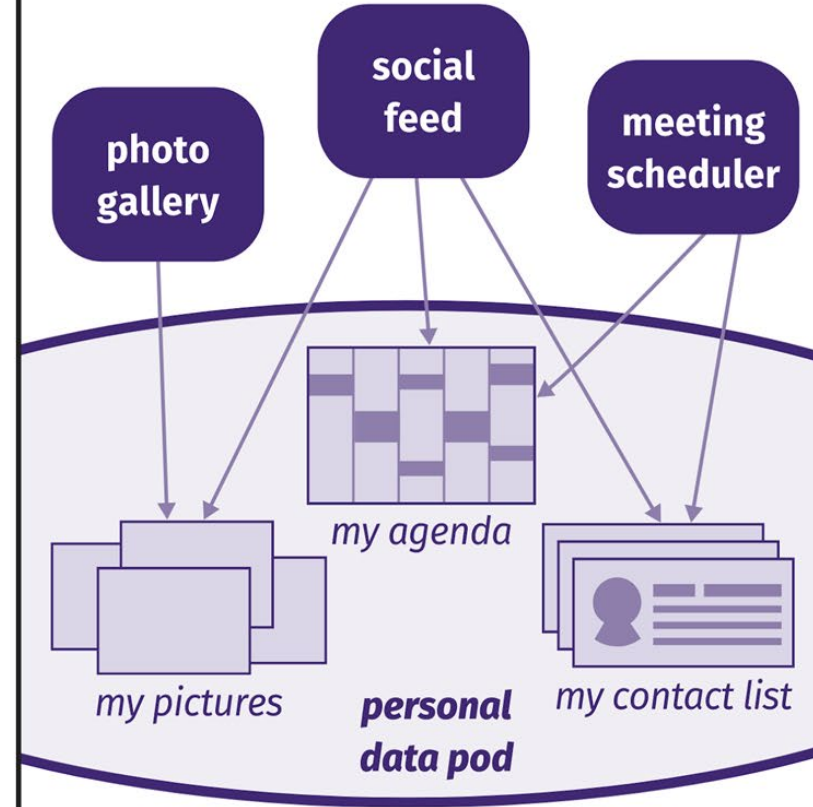 social
feed
photo
gallery
meeting
scheduler
my agenda
my pictures
my contact list
personal
data pod